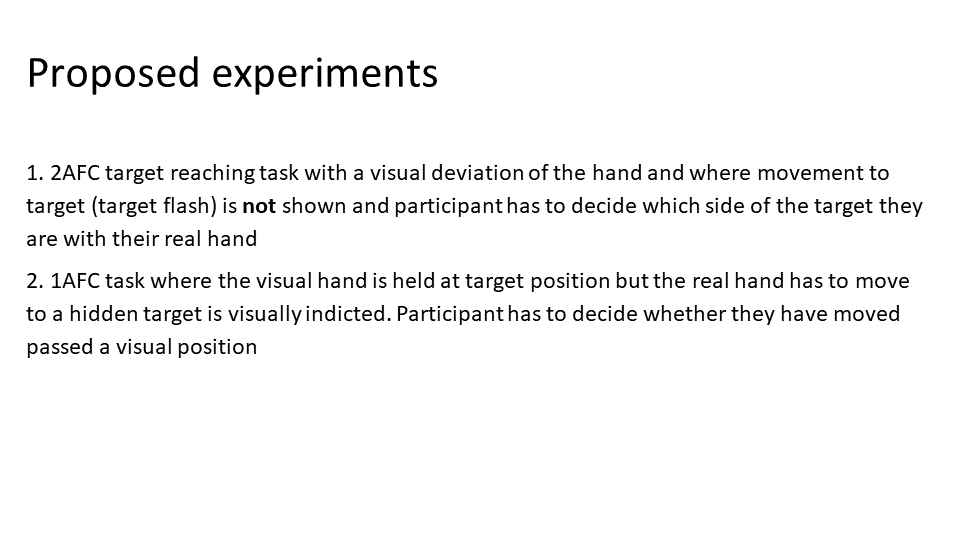 Proposed experiments
1. 2AFC target reaching task with a visual deviation of the hand and where movement to
target (target flash) is not shown and participant has to decide which side of the target they
are with their real hand
2. 1AFC task where the visual hand is held at target position but the real hand has to move
to a hidden target is visually indicted. Participant has to decide whether they have moved
passed a visual position